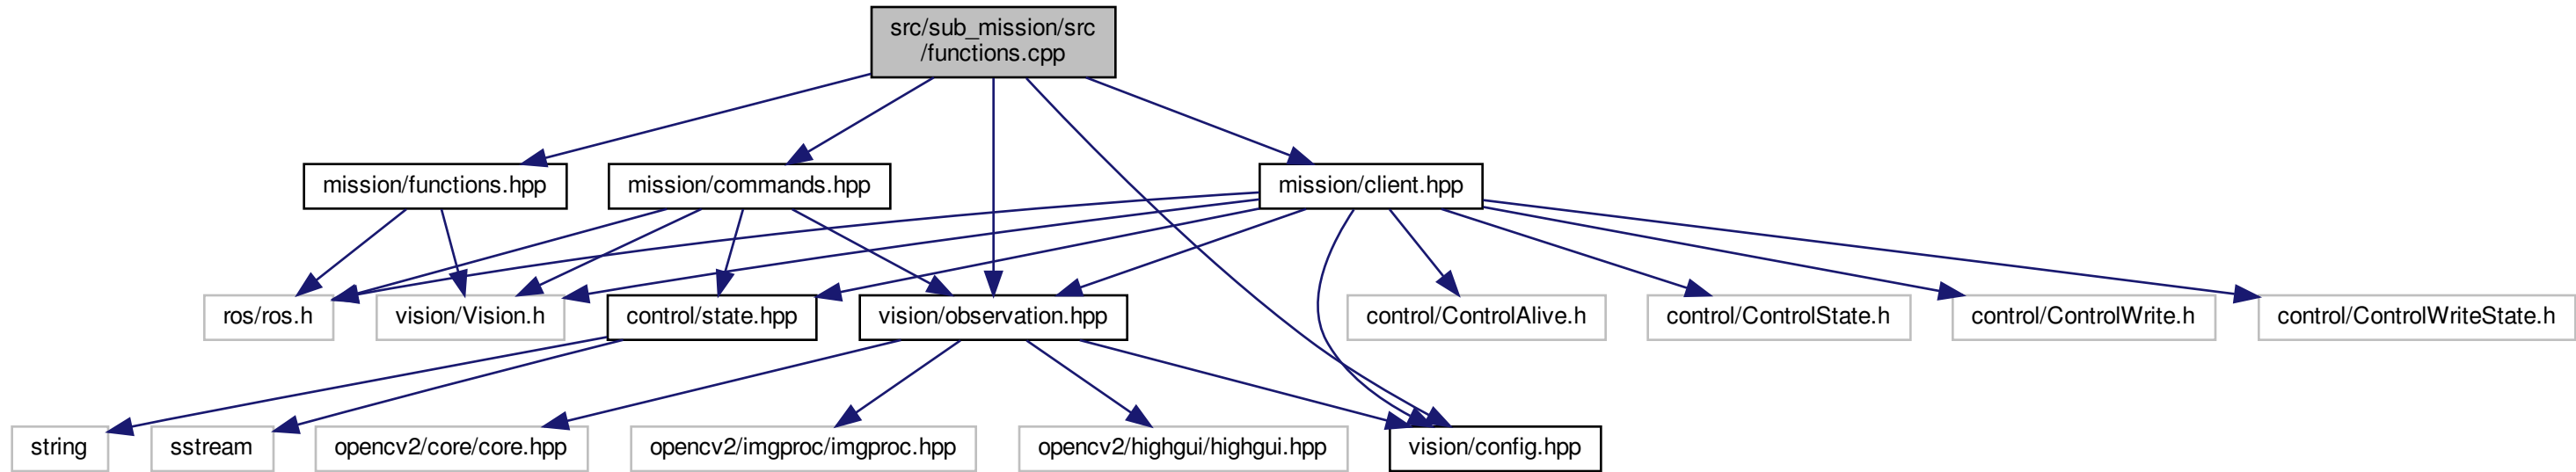 src/sub_mission/src
/functions.cpp
mission/functions.hpp
mission/commands.hpp
mission/client.hpp
ros/ros.h
vision/Vision.h
control/state.hpp
vision/observation.hpp
control/ControlAlive.h
control/ControlState.h
control/ControlWrite.h
control/ControlWriteState.h
string
sstream
opencv2/core/core.hpp
opencv2/imgproc/imgproc.hpp
opencv2/highgui/highgui.hpp
vision/config.hpp